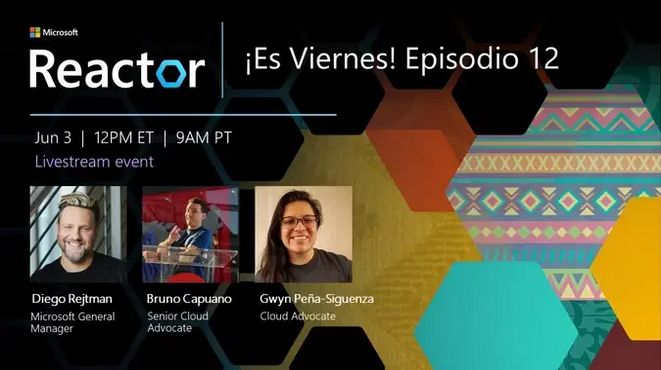 Microsoft
Reactor
¡Es Viernes! Episodio 12
Jun 3 | 12PM ET | 9AM PT
Livestream event
Diego Rejtman
Microsoft General
Manager
Bruno Capuano
Senior Cloud
Advocate
Gwyn Peña-Siguenza
Cloud Advocate